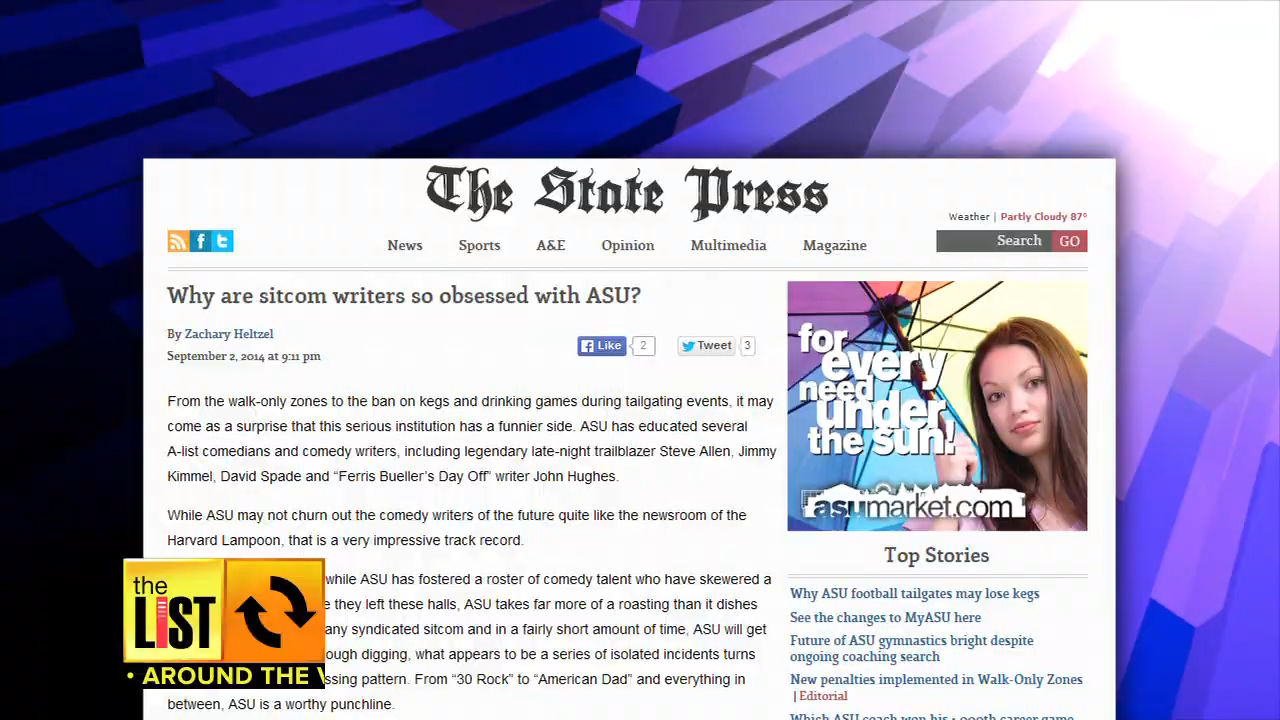 The State Press
Weather | Partly Cloudy 87°
News Sports A&E Opinion Multimedia Magazine
Search GO
Why are sitcom writers so obsessed with ASU?
By Zachary Heltzel
September 2, 2014 at 9:11 pm
Like 2 Tweet 3
From the walk-only zones to the ban on kegs and drinking games during tailgating events, it may
come as a surprise that this serious institution has a funnier side. ASU has educated several
A-list comedians and comedy writers, including legendary late-night trailblazer Steve Allen, Jimmy
Kimmel, David Spade and “Ferris Bueller’s Day Off” writer John Hughes.
While ASU may not churn out the comedy writers of the future quite like the newsroom of the
Harvard Lampoon, that is a very impressive track record.
while ASU has fostered a roster of comedy talent who have skewered a
they left these halls, ASU takes far more of a roasting than it dishes
any syndicated sitcom and in a fairly short amount of time, ASU will get
ough digging, what appears to be a series of isolated incidents turns
ssing pattern. From “30 Rock” to “American Dad” and everything in
between, ASU is a worthy punchline.
for
every
need
under
the sun!
asumarket.com
Top Stories
Why ASU football tailgates may lose kegs
See the changes to MyASU here
Future of ASU gymnastics bright despite
ongoing coaching search
New penalties implemented in Walk-Only Zones
| Editorial
Which ASU coach won his
career game
the
LIST
• AROUND THE